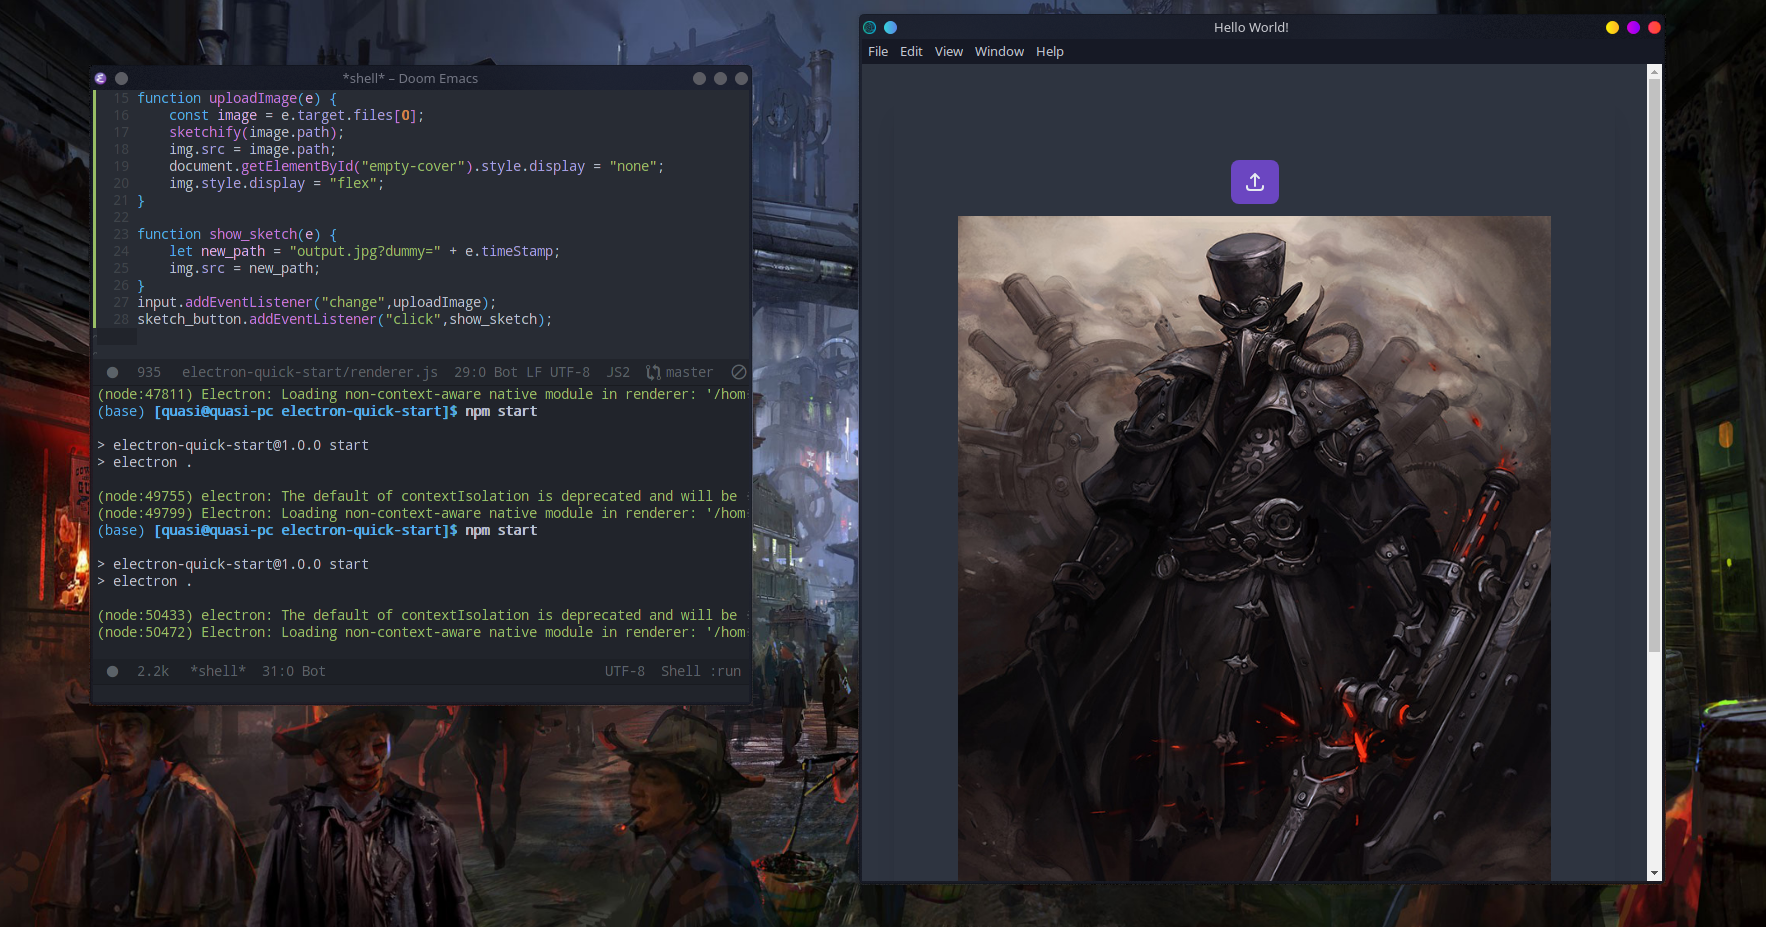 *shell* – Doom Emacs
15 function uploadImage(e) {
16 const image = e.target.files[0];
17 sketchify(image.path);
18 img.src = image.path;
19 document.getElementById("empty-cover").style.display = "none";
20 img.style.display = "flex";
21 }
22
23 function show_sketch(e) {
24 let new_path = "output.jpg?dummy=" + e.timeStamp;
25 img.src = new_path;
26 }
27 input.addEventListener("change",uploadImage);
28 sketch_button.addEventListener("click",show_sketch);
935 electron-quick-start/renderer.js 29:0 Bot LF UTF-8 JS2 master
(node:47811) Electron: Loading non-context-aware native module in renderer: '/hom
(base) [quasi@quasi-pc electron-quick-start]$ npm start
> electron-quick-start@1.0.0 start
> electron .
(node:49755) electron: The default of contextIsolation is deprecated and will be
(node:49799) Electron: Loading non-context-aware native module in renderer: '/hom
(base) [quasi@quasi-pc electron-quick-start]$ npm start
> electron-quick-start@1.0.0 start
> electron .
(node:50433) electron: The default of contextIsolation is deprecated and will be
(node:50472) Electron: Loading non-context-aware native module in renderer: '/hom
2.2k *shell* 31:0 Bot UTF-8 Shell :run
Hello World!
File Edit View Window Help